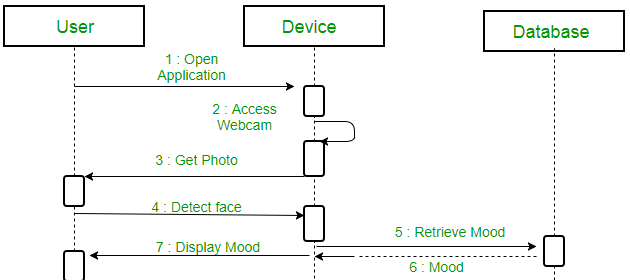 User
Device
Database
1 : Open
Application
2 : Access
Webcam
3 : Get Photo
4 : Detect face
5 : Retrieve Mood
7 : Display Mood
6 : Mood